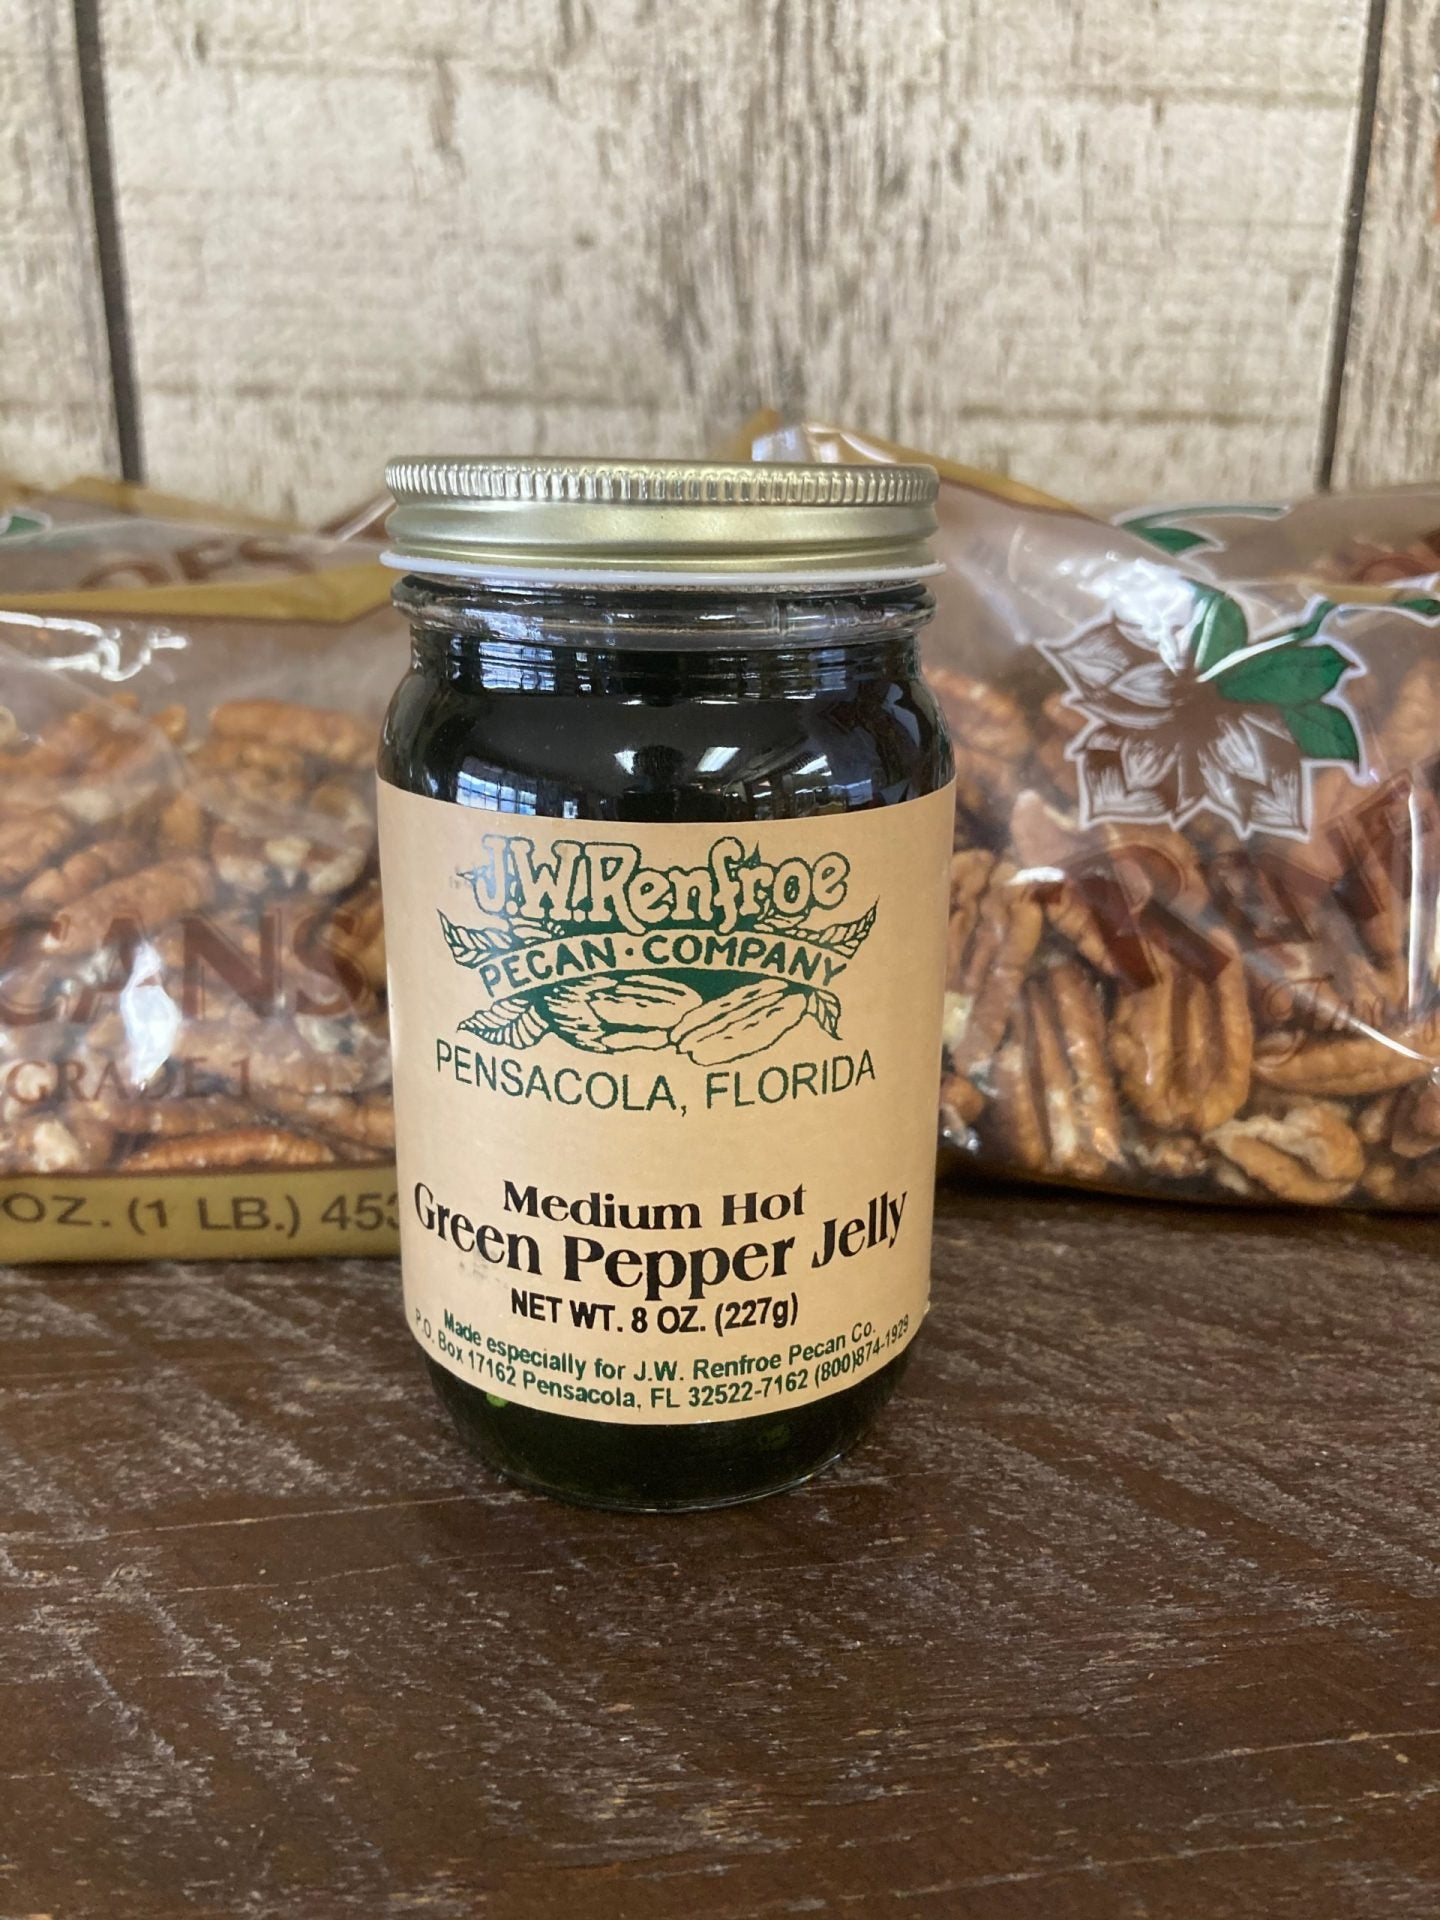 J.W. Renfroe
PECAN · COMPANY
PENSACOLA, FLORIDA
Medium Hot
Green Pepper Jelly
NET WT. 8 OZ. (227g)
Made especially for J.W. Renfroe Pecan Co.
P.O. Box 17162 Pensacola, FL 32522-7162 (800)874-1929
GRADE 1
OZ. (1 LB.)